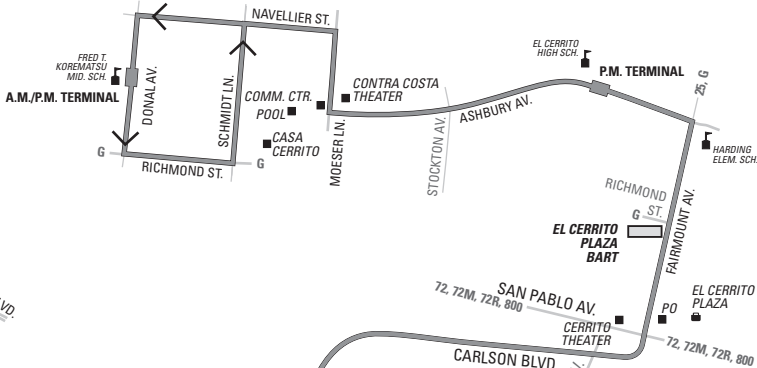 NAVELLIER ST.
FRED T.
KOREMATSU
MID. SCH.
A.M./P.M. TERMINAL
DONAL AV.
SCHMIDT LN.
COMM. CTR.
POOL
CONTRA COSTA
THEATER
CASA
CERRITO
MOESER LN.
G
G
RICHMOND ST.
EL CERRITO
HIGH SCH.
P.M. TERMINAL
25, G
ASHBURY AV.
STOCKTON AV.
HARDING
ELEM. SCH.
RICHMOND
ST.
G
FAIRMOUNT AV.
EL CERRITO
PLAZA
BART
SAN PABLO AV.
72, 72M, 72R, 800
CERRITO
THEATER
PO
EL CERRITO
PLAZA
72, 72M, 72R, 800
CARLSON BLVD.
LVD.